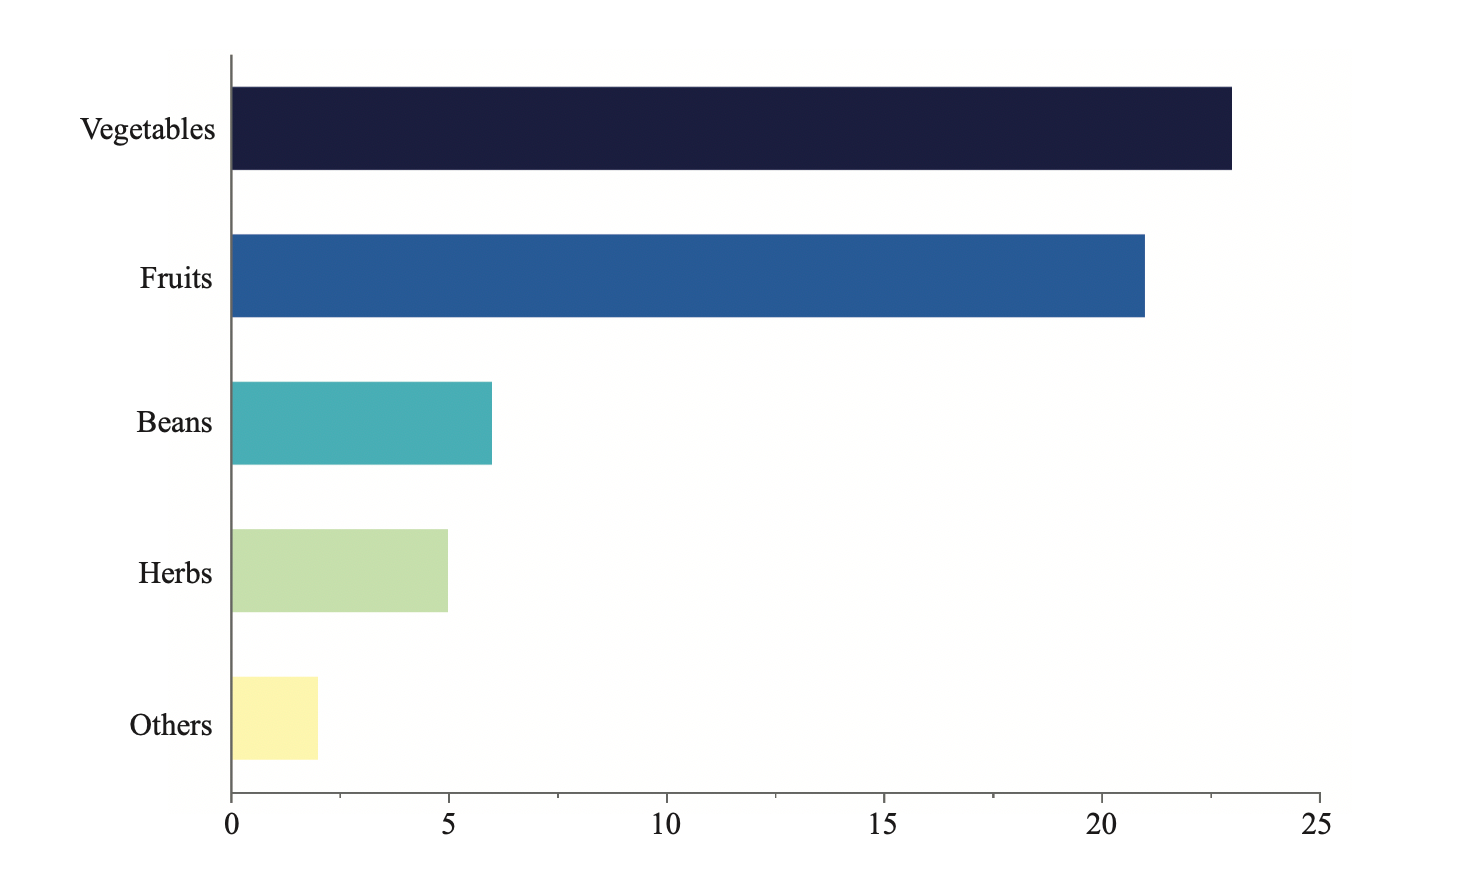 Vegetables
Fruits
Beans
Herbs
Others
0 5 10 15 20 25